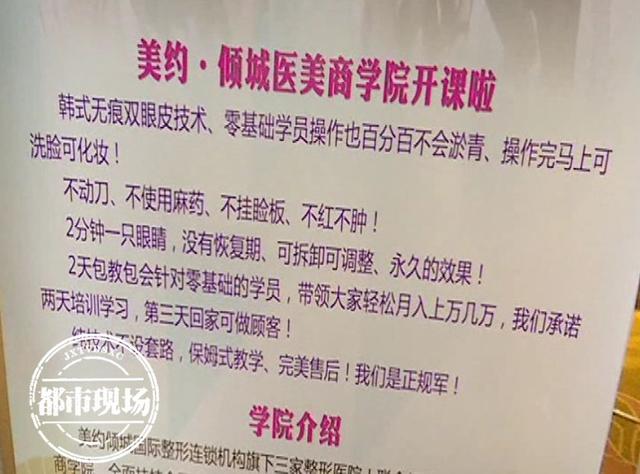 美约·倾城医美商学院开课啦
韩式无痕双眼皮技术、零基础学员操作也百分百不会淤青、操作完马上可
洗脸可化妆！
不动刀、不使用麻药、不挂睑板、不红不肿！
2分钟一只眼睛，没有恢复期、可拆卸可调整、永久的效果！
2天包教包会针对零基础的学员，带领大家轻松月入上万几万，我们承诺
两天培训学习，第三天回家可做顾客！
纯技术不设套路，保姆式教学、完美售后！我们是正规军！
学院介绍
美约倾城国际整形连锁机构旗下三家整形医院！联合
商学院
都市现场